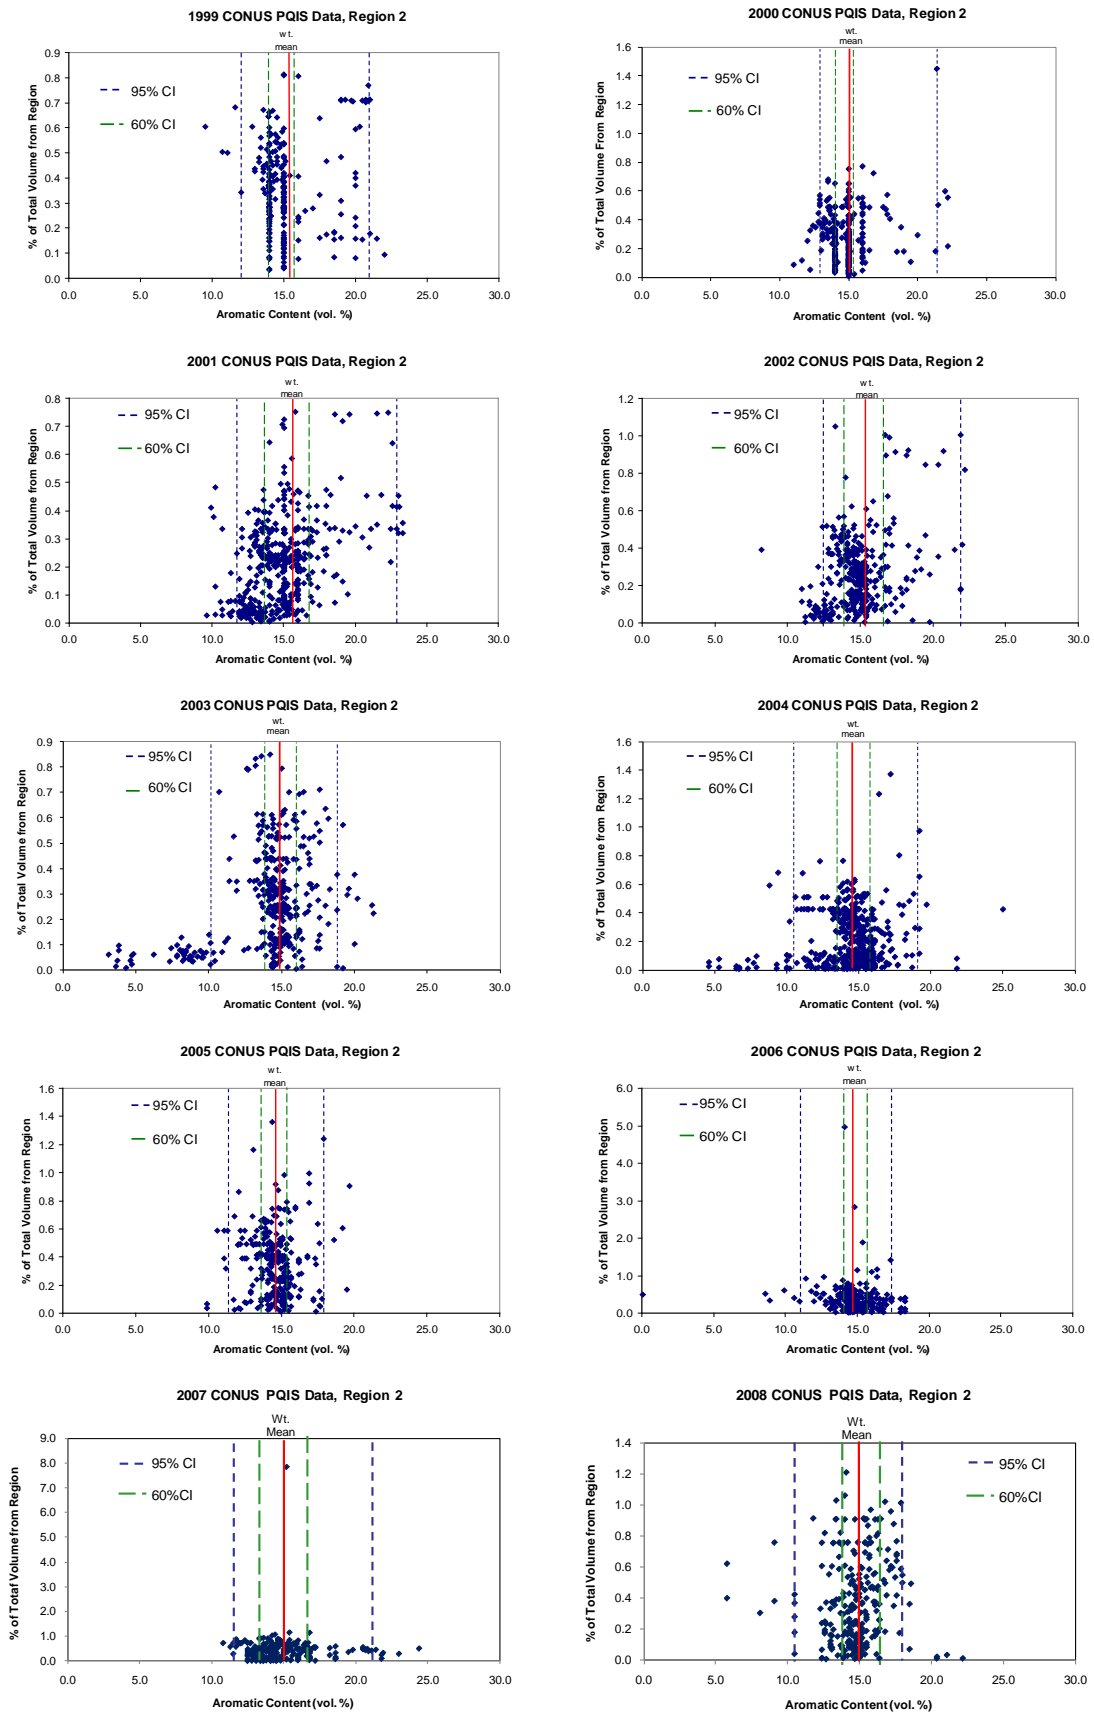 1999 CONUS PQIS Data, Region 2
wt.
mean
0.9
0.8
0.7
0.6
0.5
0.4
0.3
0.2
0.1
0.0
% of Total Volume from Region
95% CI
60% CI
0.0 5.0 10.0 15.0 20.0 25.0 30.0
Aromatic Content (vol. %)
2000 CONUS PQIS Data, Region 2
wt.
mean
1.6
1.4
1.2
1.0
0.8
0.6
0.4
0.2
0.0
% of Total Volume From Region
95% CI
60% CI
0.0 5.0 10.0 15.0 20.0 25.0 30.0
Aromatic Content (vol. %)
2001 CONUS PQIS Data, Region 2
wt.
mean
0.8
0.7
0.6
0.5
0.4
0.3
0.2
0.1
0.0
% of Total Volume from Region
95% CI
60% CI
0.0 5.0 10.0 15.0 20.0 25.0 30.0
Aromatic Content (vol. %)
2002 CONUS PQIS Data, Region 2
wt.
mean
1.2
1.0
0.8
0.6
0.4
0.2
0.0
% of Total Volume from Region
95% CI
60% CI
0.0 5.0 10.0 15.0 20.0 25.0 30.0
Aromatic Content (vol. %)
2003 CONUS PQIS Data, Region 2
wt.
mean
0.9
0.8
0.7
0.6
0.5
0.4
0.3
0.2
0.1
0.0
% of Total Volume from Region
95% CI
60% CI
0.0 5.0 10.0 15.0 20.0 25.0 30.0
Aromatic Content (vol. %)
2004 CONUS PQIS Data, Region 2
wt.
mean
1.6
1.4
1.2
1.0
0.8
0.6
0.4
0.2
0.0
% of Total Volume from Region
95% CI
60% CI
0.0 5.0 10.0 15.0 20.0 25.0 30.0
Aromatic Content (vol. %)
2005 CONUS PQIS Data, Region 2
wt.
mean
1.6
1.4
1.2
1.0
0.8
0.6
0.4
0.2
0.0
% of Total Volume from Region
95% CI
60% CI
0.0 5.0 10.0 15.0 20.0 25.0 30.0
Aromatic Content (vol. %)
2006 CONUS PQIS Data, Region 2
wt.
mean
6.0
5.0
4.0
3.0
2.0
1.0
0.0
% of Total Volume from Region
95% CI
60% CI
0.0 5.0 10.0 15.0 20.0 25.0 30.0
Aromatic Content (vol. %)
2007 CONUS PQIS Data, Region 2
Wt.
Mean
9.0
8.0
7.0
6.0
5.0
4.0
3.0
2.0
1.0
0.0
% of Total Volume from Region
95% CI
60%CI
0.0 5.0 10.0 15.0 20.0 25.0 30.0
Aromatic Content (vol. %)
2008 CONUS PQIS Data, Region 2
Wt.
Mean
1.4
1.2
1.0
0.8
0.6
0.4
0.2
0.0
% of Total Volume from Region
95% CI
60%CI
0.0 5.0 10.0 15.0 20.0 25.0 30.0
Aromatic Content (vol. %)